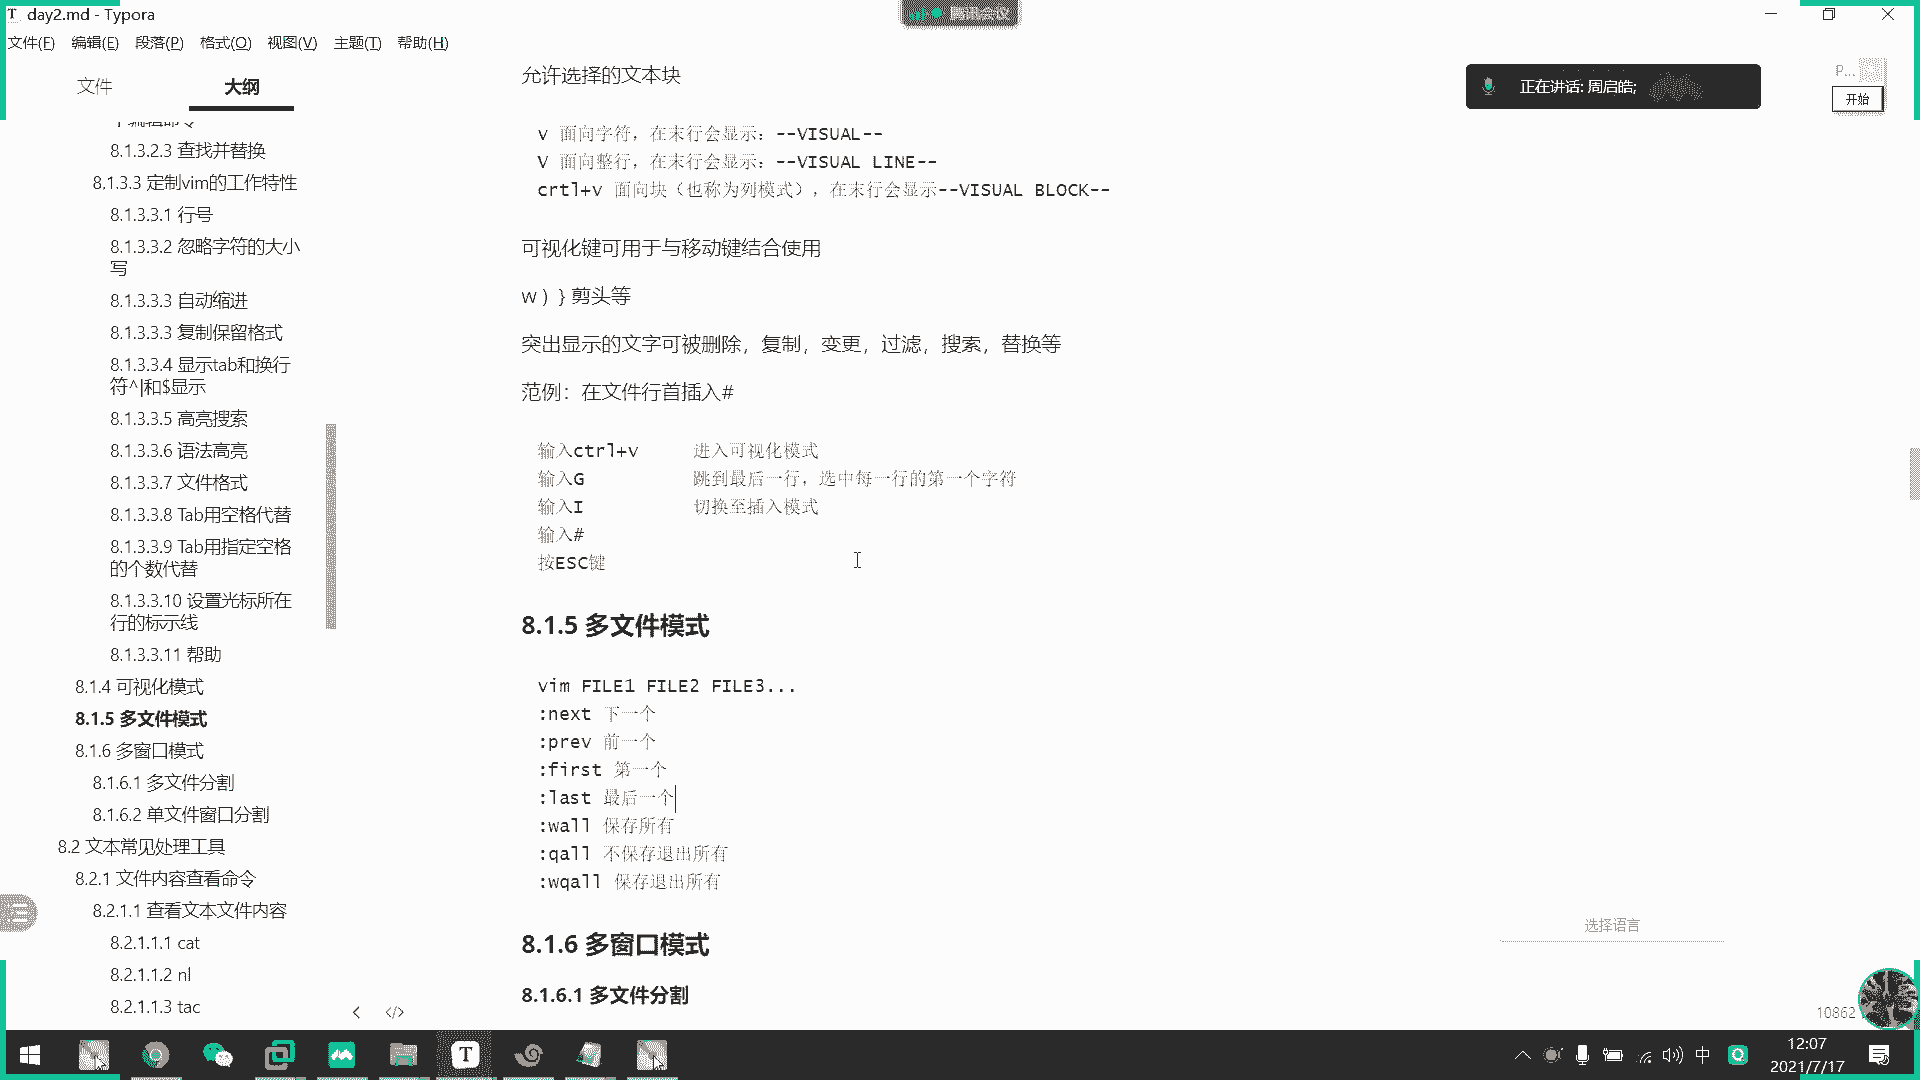 day2.md - Typora
腾讯会议
文件(F) 编辑(E) 段落(P) 格式(O) 视图(V) 主题(T) 帮助(H)
文件 大纲
8.1.3.2.3 查找并替换
8.1.3.3 定制vim的工作特性
8.1.3.3.1 行号
8.1.3.3.2 忽略字符的大小
写
8.1.3.3.3 自动缩进
8.1.3.3.3 复制保留格式
8.1.3.3.4 显示tab和换行
符^|和$显示
8.1.3.3.5 高亮搜索
8.1.3.3.6 语法高亮
8.1.3.3.7 文件格式
8.1.3.3.8 Tab用空格代替
8.1.3.3.9 Tab用指定空格
的个数代替
8.1.3.3.10 设置光标所在
行的标示线
8.1.3.3.11 帮助
8.1.4 可视化模式
8.1.5 多文件模式
8.1.6 多窗口模式
8.1.6.1 多文件分割
8.1.6.2 单文件窗口分割
8.2 文本常见处理工具
8.2.1 文件内容查看命令
8.2.1.1 查看文本文件内容
8.2.1.1.1 cat
8.2.1.1.2 nl
8.2.1.1.3 tac
允许选择的文本块
v 面向字符，在末行会显示：--VISUAL--
V 面向整行，在末行会显示：--VISUAL LINE--
crtl+v 面向块（也称为列模式），在末行会显示--VISUAL BLOCK--
可视化键可用于与移动键结合使用
w ) } 剪头等
突出显示的文字可被删除，复制，变更，过滤，搜索，替换等
范例：在文件行首插入#
输入ctrl+v 进入可视化模式
输入G 跳到最后一行，选中每一行的第一个字符
输入I 切换至插入模式
输入#
按ESC键
8.1.5 多文件模式
vim FILE1 FILE2 FILE3...
:next 下一个
:prev 前一个
:first 第一个
:last 最后一个
:wall 保存所有
:qall 不保存退出所有
:wqall 保存退出所有
8.1.6 多窗口模式
8.1.6.1 多文件分割
正在讲话: 周启皓;
P...
开始
选择语言
10862
中
12:07
2021/7/17